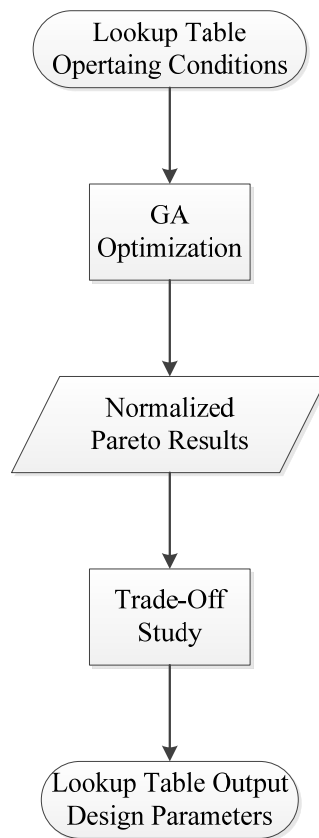 Lookup Table
Opertaing Conditions
GA
Optimization
Normalized
Pareto Results
Trade-Off
Study
Lookup Table Output
Design Parameters